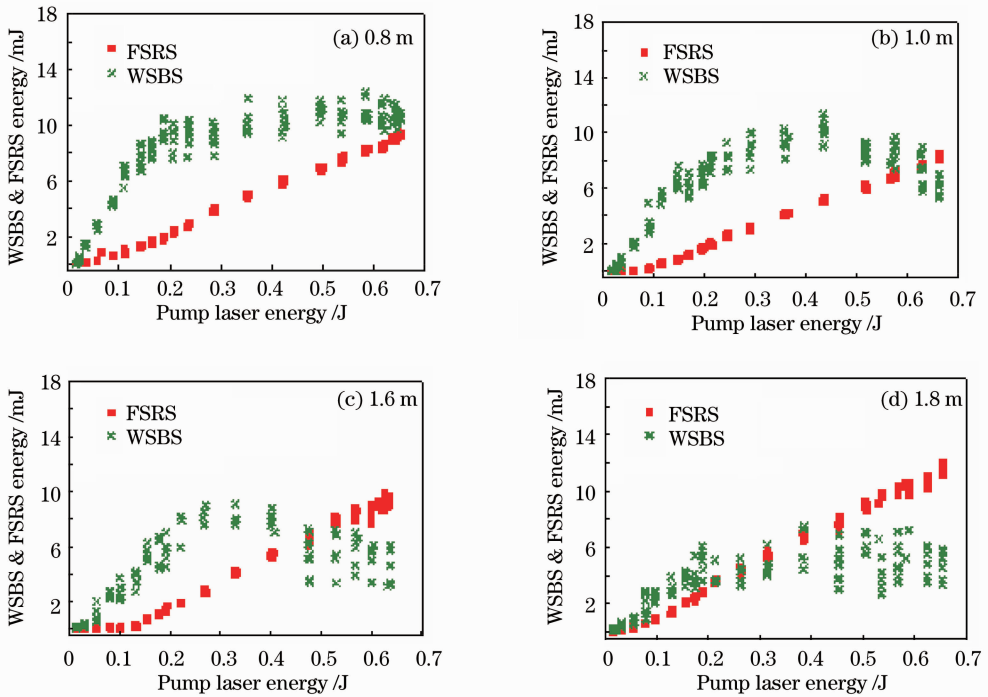 (a) 0.8 m
FSRS
WSBS
WSBS & FSRS energy /mJ
18
14
10
6
2
0 0.1 0.2 0.3 0.4 0.5 0.6 0.7
Pump laser energy /J
(b) 1.0 m
FSRS
WSBS
WSBS & FSRS energy /mJ
18
14
10
6
2
0 0.1 0.2 0.3 0.4 0.5 0.6 0.7
Pump laser energy /J
(c) 1.6 m
FSRS
WSBS
WSBS & FSRS energy /mJ
18
14
10
6
2
0 0.1 0.2 0.3 0.4 0.5 0.6 0.7
Pump laser energy /J
(d) 1.8 m
FSRS
WSBS
WSBS & FSRS energy /mJ
18
14
10
6
2
0 0.1 0.2 0.3 0.4 0.5 0.6 0.7
Pump laser energy /J